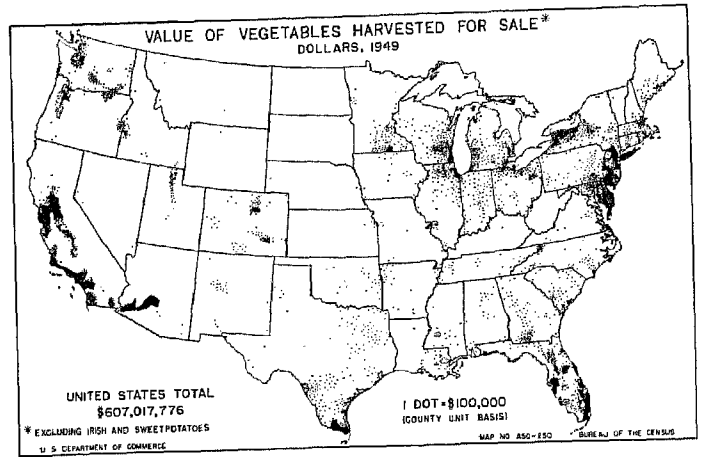 VALUE OF VEGETABLES HARVESTED FOR SALE*
DOLLARS, 1949
UNITED STATES TOTAL
$607,017,776
* EXCLUDING IRISH AND SWEETPOTATOES
U S DEPARTMENT OF COMMERCE
1 DOT = $100,000
(COUNTY UNIT BASIS)
MAP NO A50-250
BUREAU OF THE CENSUS